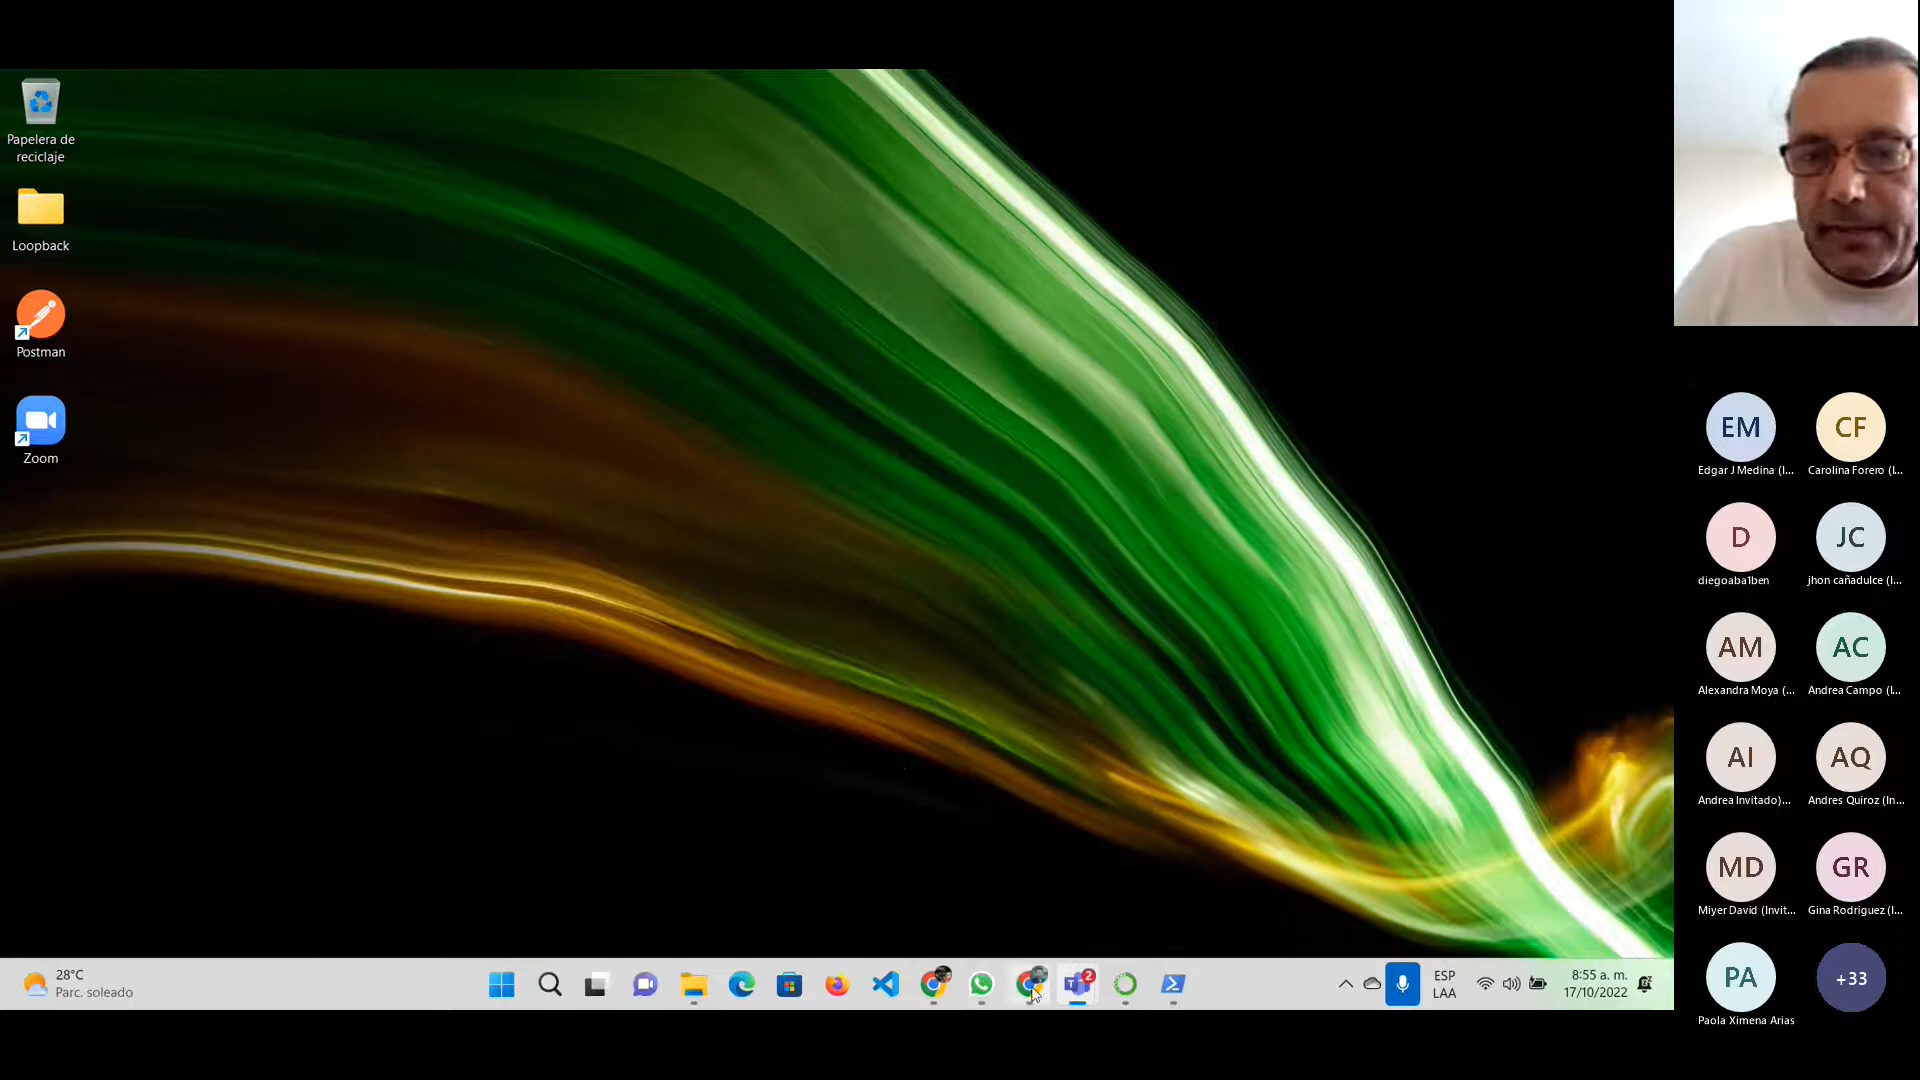 Papelera de
reciclaje
Loopback
Postman
Zoom
28°C
Parc. soleado
2
ESP
LAA
8:55 a. m.
17/10/2022
EM
Edgar J Medina (I...
CF
Carolina Forero (I...
D
diegoaba1ben
JC
jhon cañadulce (I...
AM
Alexandra Moya (...
AC
Andrea Campo (I...
AI
Andrea Invitado)...
AQ
Andres Quiroz (In...
MD
Miyer David (Invit...
GR
Gina Rodriguez (I...
PA
Paola Ximena Arias
+33